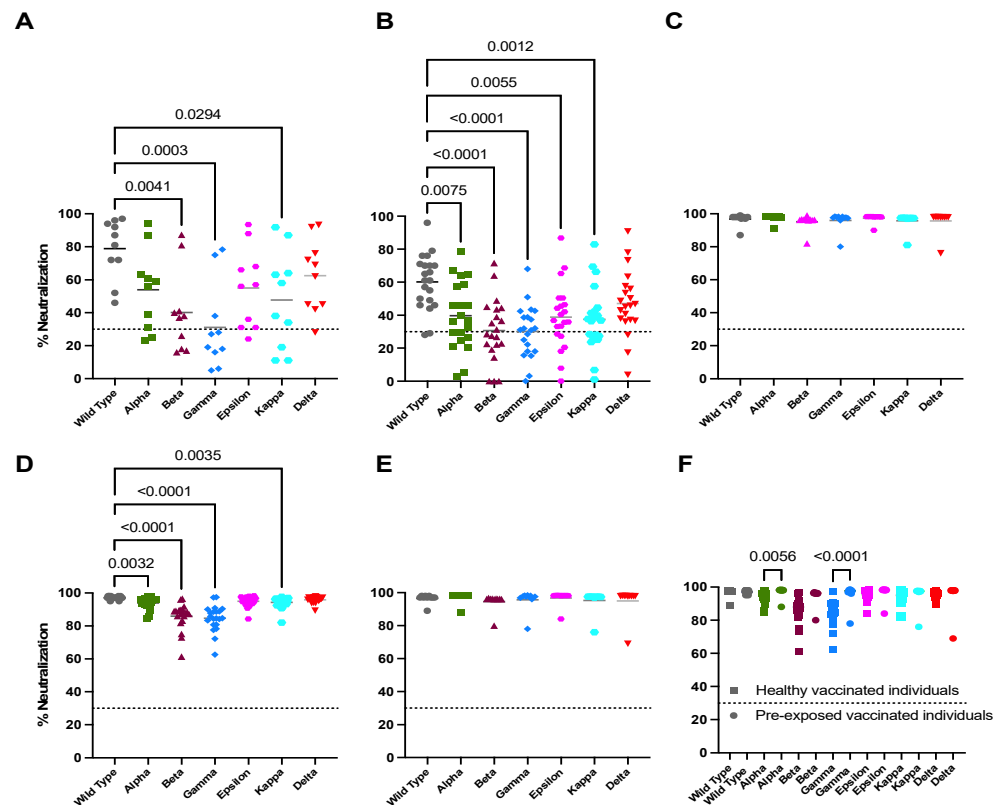 A
B
C
0.0012
0.0055
<0.0001
<0.0001
0.0075
0.0294
0.0003
0.0041
% Neutralization
100
80
60
40
20
0
Wild Type
Alpha
Beta
Gamma
Epsilon
Kappa
Delta
100
80
60
40
20
0
Wild Type
Alpha
Beta
Gamma
Epsilon
Kappa
Delta
100
80
60
40
20
0
Wild Type
Alpha
Beta
Gamma
Epsilon
Kappa
Delta
D
E
F
0.0035
<0.0001
<0.0001
0.0032
% Neutralization
100
80
60
40
20
0
Wild Type
Alpha
Beta
Gamma
Epsilon
Kappa
Delta
100
80
60
40
20
0
Wild Type
Alpha
Beta
Gamma
Epsilon
Kappa
Delta
0.0056
<0.0001
100
80
60
40
20
0
Healthy vaccinated individuals
Pre-exposed vaccinated individuals
Wild Type
Wild Type
Alpha
Alpha
Beta
Beta
Gamma
Gamma
Epsilon
Epsilon
Kappa
Kappa
Delta
Delta